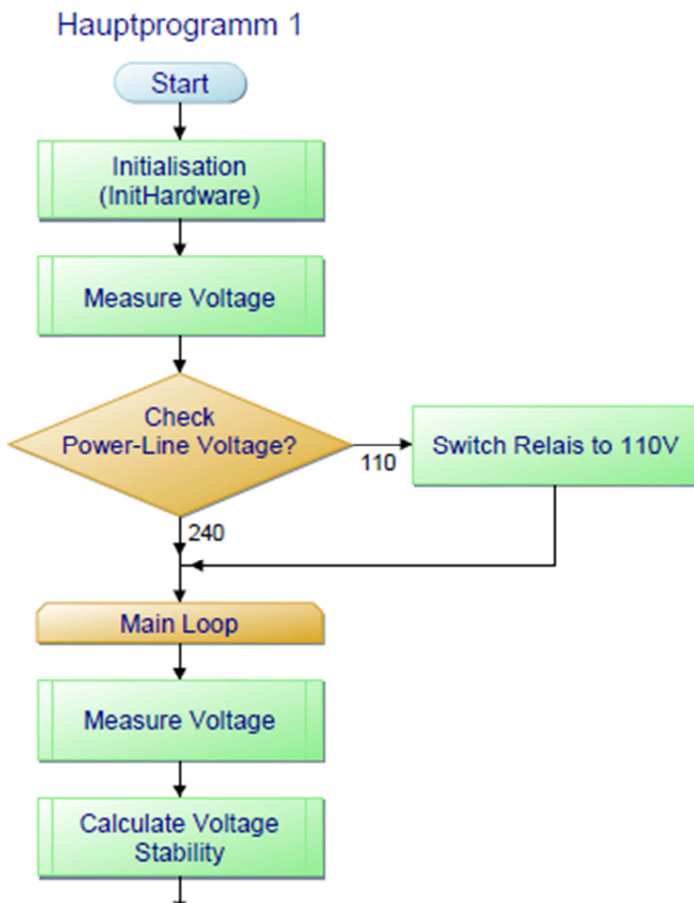 Hauptprogramm 1
Start
Initialisation
(InitHardware)
Measure Voltage
Check
Power-Line Voltage?
110
Switch Relais to 110V
240
Main Loop
Measure Voltage
Calculate Voltage
Stability